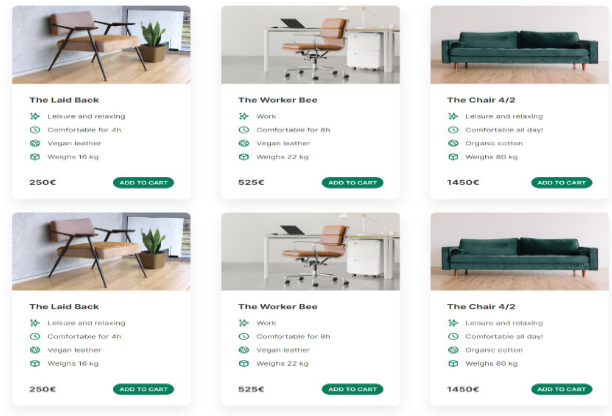 The Laid Back
Leisure and relaxing
Comfortable for 4h
Vegan leather
Weighs 16 kg
250€ ADD TO CART
The Worker Bee
Work
Comfortable for 8h
Vegan leather
Weighs 22 kg
525€ ADD TO CART
The Chair 4/2
Leisure and relaxing
Comfortable all day!
Organic cotton
Weighs 80 kg
1450€ ADD TO CART
The Laid Back
Leisure and relaxing
Comfortable for 4h
Vegan leather
Weighs 16 kg
250€ ADD TO CART
The Worker Bee
Work
Comfortable for 8h
Vegan leather
Weighs 22 kg
525€ ADD TO CART
The Chair 4/2
Leisure and relaxing
Comfortable all day!
Organic cotton
Weighs 80 kg
1450€ ADD TO CART